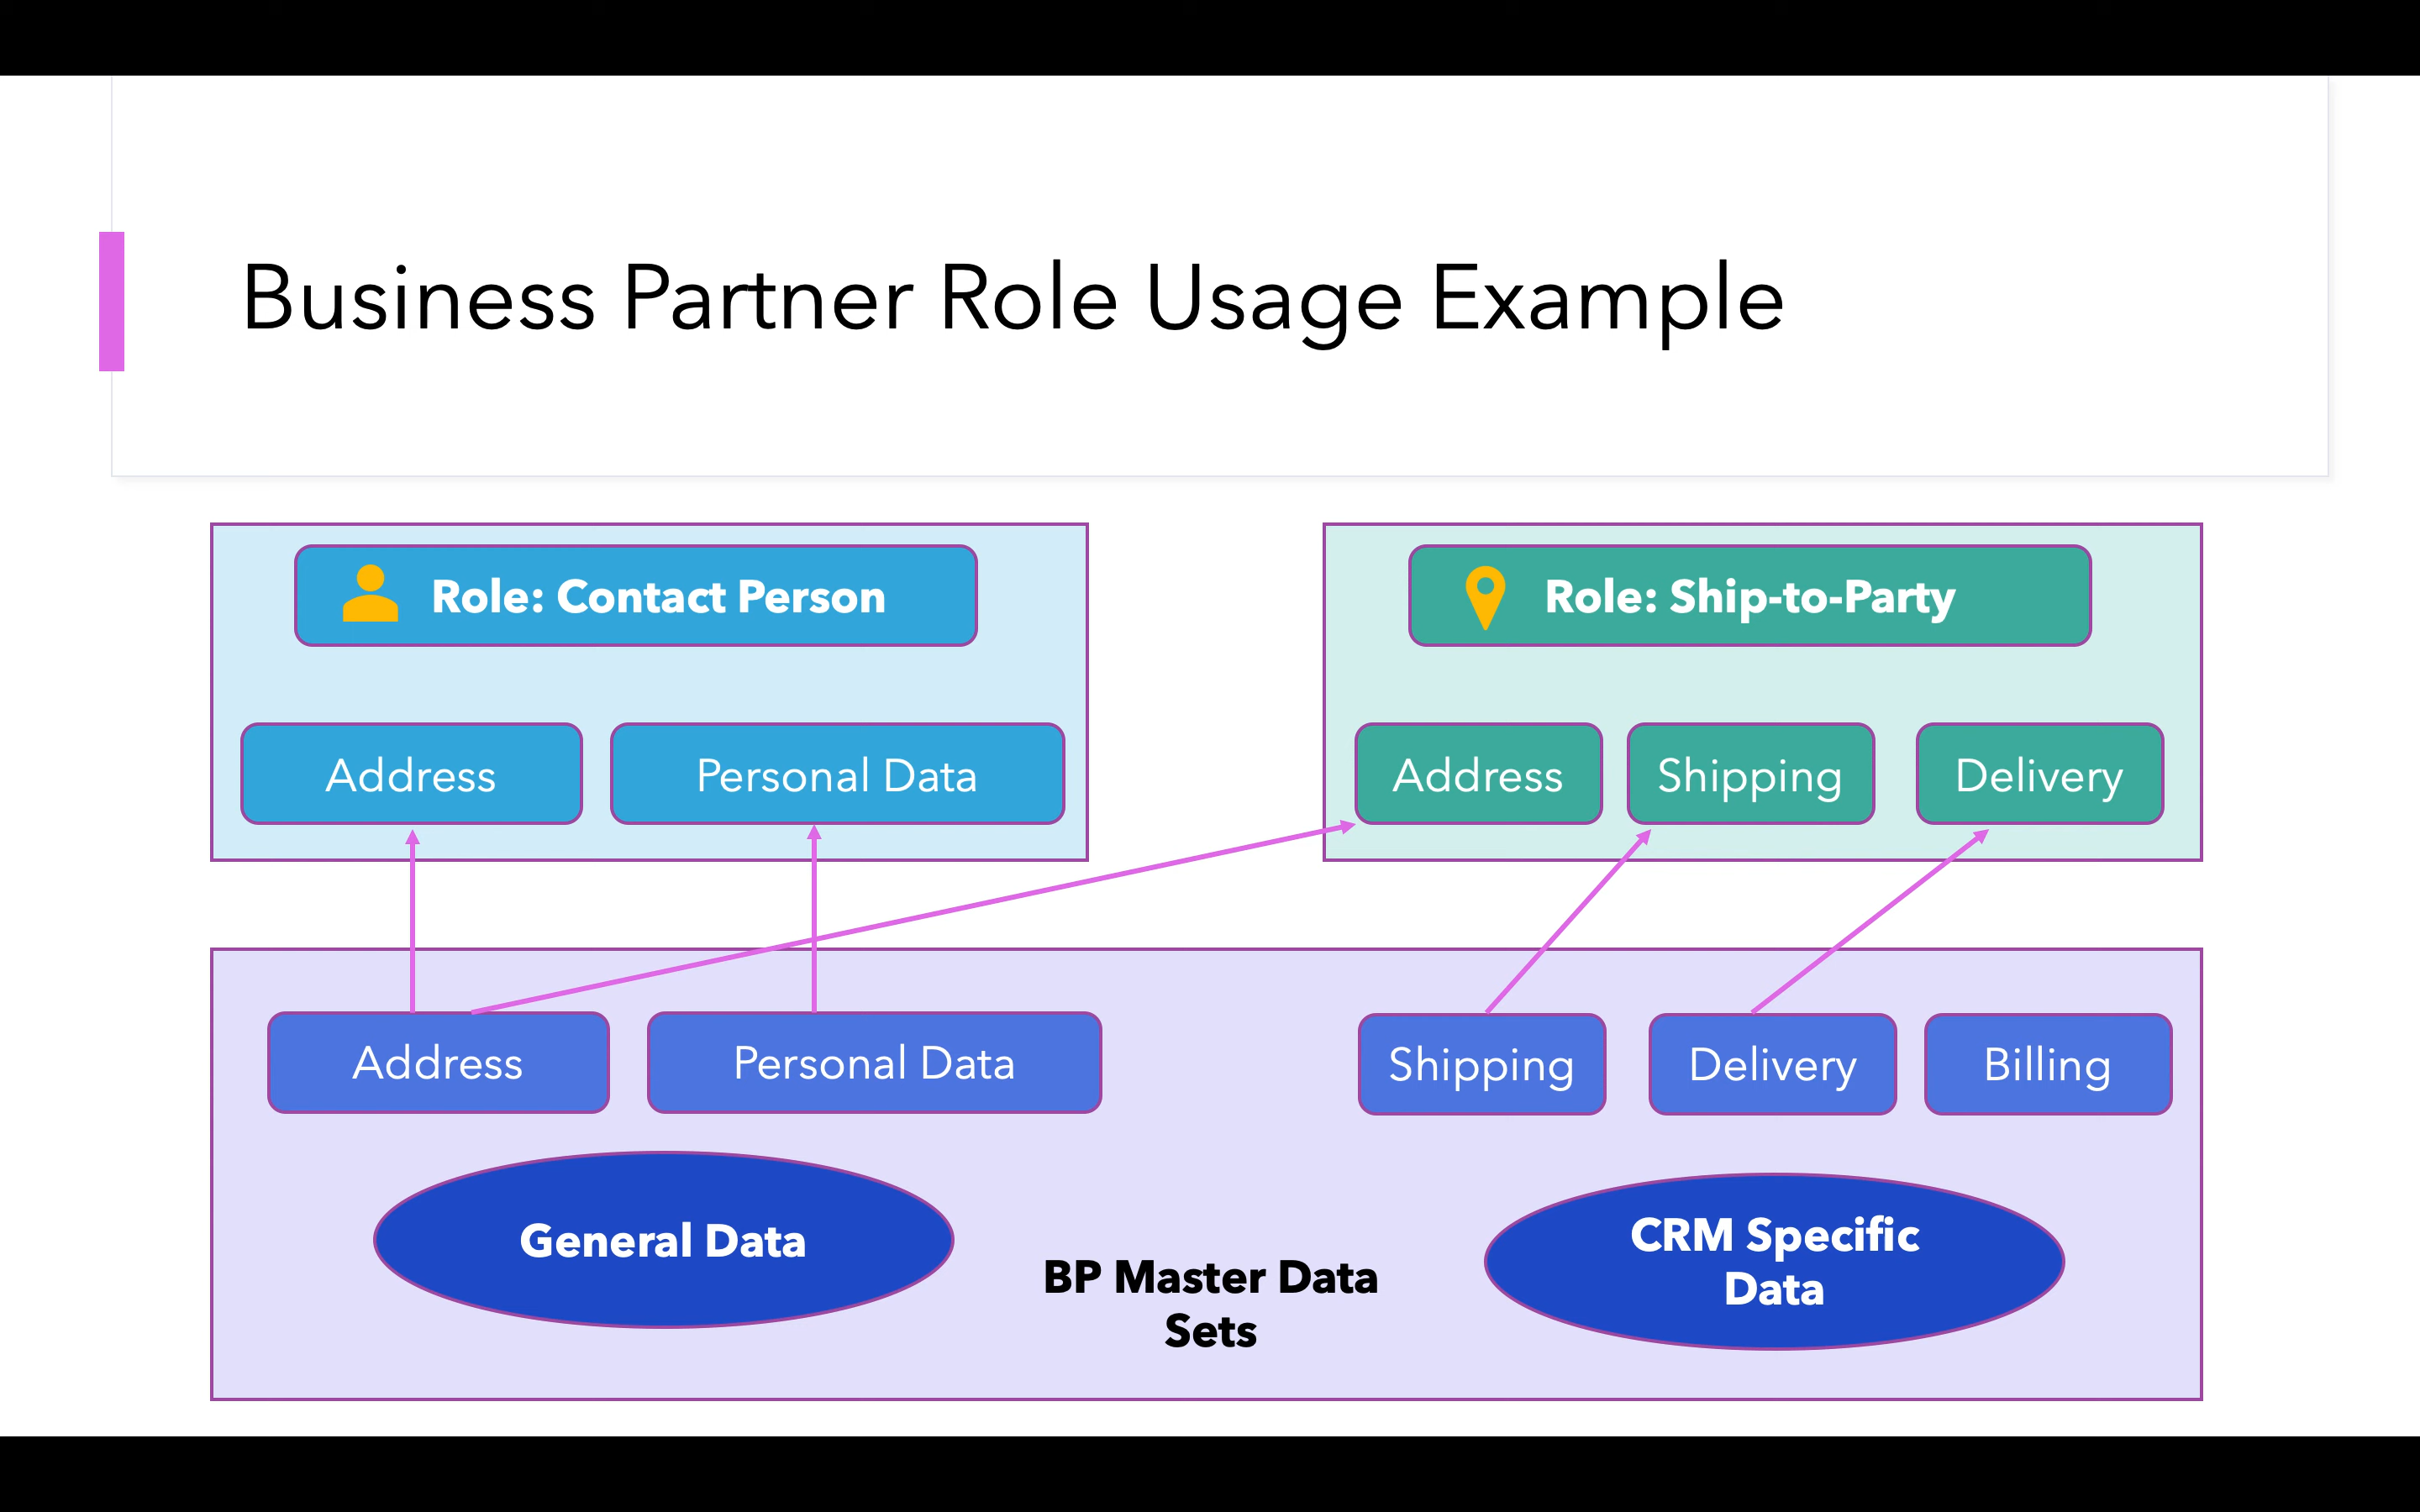 Business Partner Role Usage Example
Role: Contact Person
Address
Personal Data
Role: Ship-to-Party
Address
Shipping
Delivery
Address
Personal Data
Shipping
Delivery
Billing
General Data
BP Master Data
Sets
CRM Specific
Data